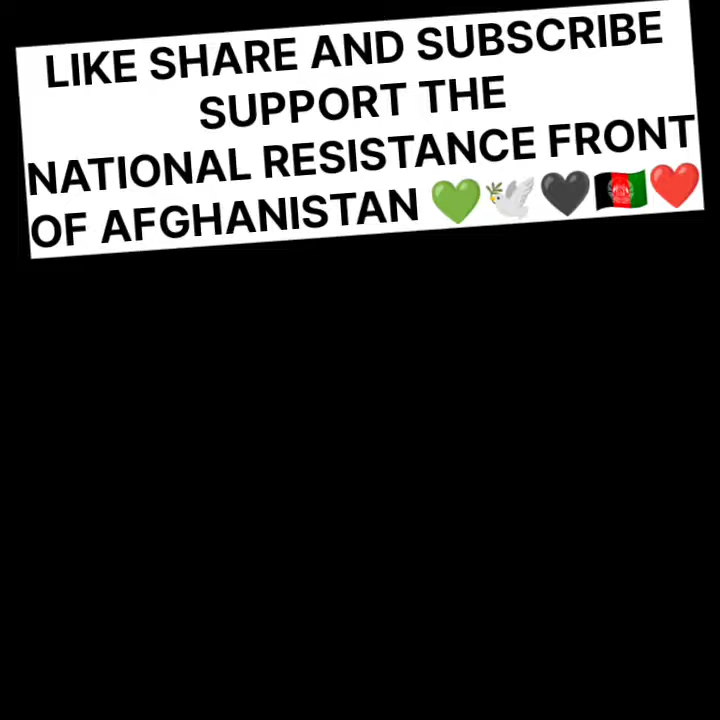 LIKE SHARE AND SUBSCRIBE
SUPPORT THE
NATIONAL RESISTANCE FRONT
OF AFGHANISTAN 💚🕊️🖤🇦🇫❤️